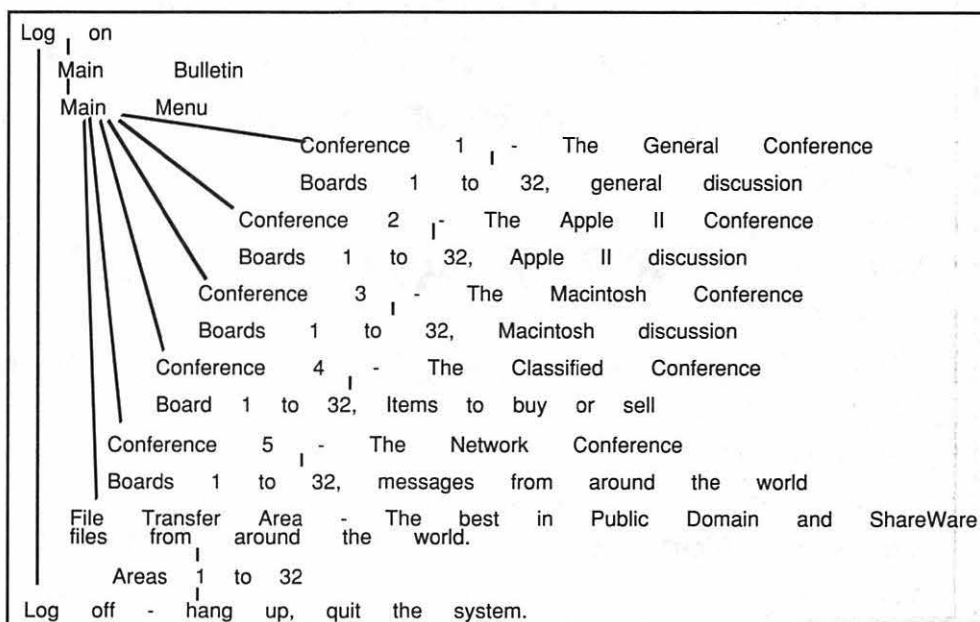 Log on
Main Bulletin
Main Menu
Conference 1 - The General Conference
Boards 1 to 32, general discussion
Conference 2 - The Apple II Conference
Boards 1 to 32, Apple II discussion
Conference 3 - The Macintosh Conference
Boards 1 to 32, Macintosh discussion
Conference 4 - The Classified Conference
Board 1 to 32, Items to buy or sell
Conference 5 - The Network Conference
Boards 1 to 32, messages from around the world
File Transfer Area - The best in Public Domain and ShareWare
files from around the world.
Areas 1 to 32
Log off - hang up, quit the system.